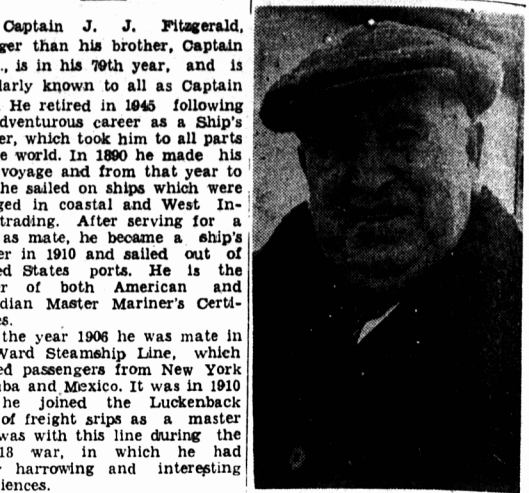 Captain J. J. Fitzgerald,
ger than his brother, Captain
., is in his 79th year, and is
larly known to all as Captain
He retired in 1945 following
dventurous career as a Ship's
er, which took him to all parts
e world. In 1890 he made his
voyage and from that year to
he sailed on ships which were
ged in coastal and West In-
trading. After serving for a
as mate, he became a ship's
er in 1910 and sailed out of
ed States ports. He is the
r of both American and
dian Master Mariner's Certi-
es.
the year 1906 he was mate in
Ward Steamship Line, which
ed passengers from New York
uba and Mexico. It was in 1910
he joined the Luckenback
of freight srips as a master
was with this line during the
18 war, in which he had
harrowing and interesting
iences.